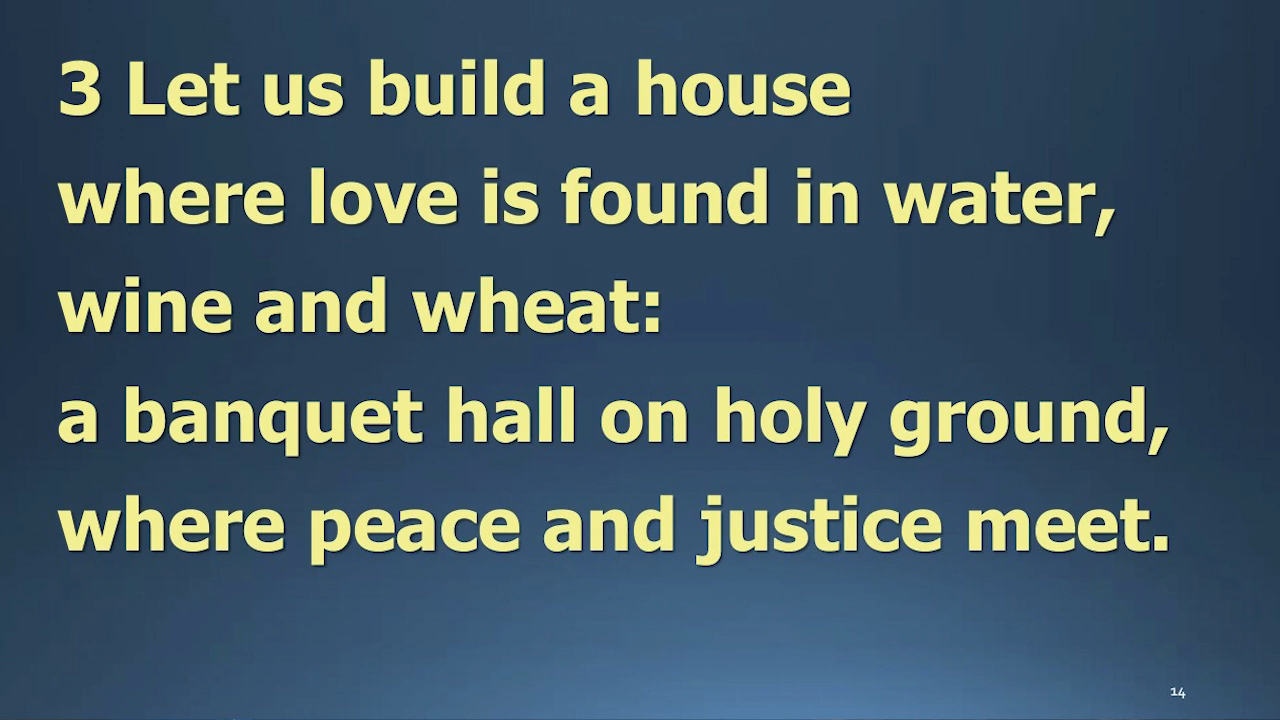 3 Let us build a house
where love is found in water,
wine and wheat:
a banquet hall on holy ground,
where peace and justice meet.
14